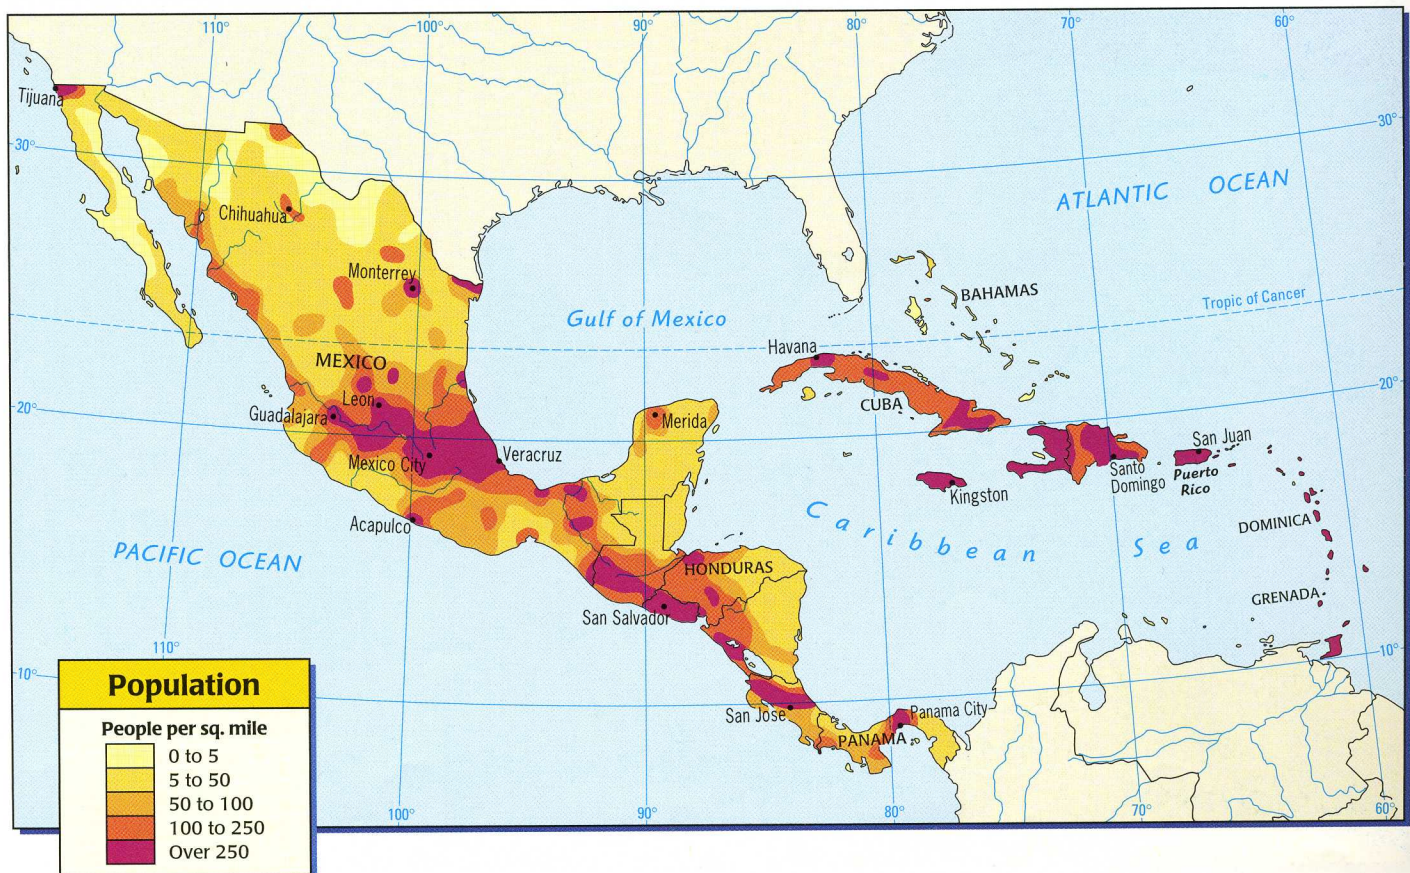 110°
100°
90°
80°
70°
60°
Tijuana
30°
30°
ATLANTIC OCEAN
Chihuahua
Monterrey
BAHAMAS
Tropic of Cancer
Gulf of Mexico
Havana
MEXICO
20°
Leon
CUBA
20°
Guadalajara
Merida
Mexico City
Veracruz
San Juan
Santo
Domingo
Puerto
Rico
Kingston
Acapulco
Caribbean Sea
DOMINICA
PACIFIC OCEAN
HONDURAS
GRENADA
San Salvador
110°
10°
10°
San Jose
Panama City
PANAMA
Population
People per sq. mile
0 to 5
5 to 50
50 to 100
100 to 250
Over 250
100°
90°
80°
70°
60°